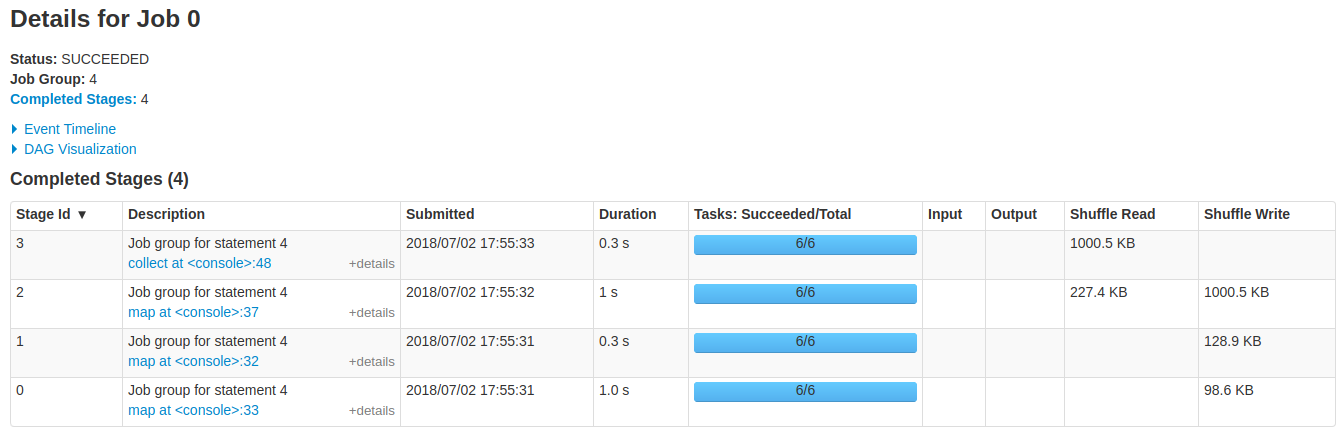 Details for Job 0
Status: SUCCEEDED
Job Group: 4
Completed Stages: 4
Event Timeline
DAG Visualization
Completed Stages (4)
Stage Id ▼ Description Submitted Duration Tasks: Succeeded/Total Input Output Shuffle Read Shuffle Write
3 Job group for statement 4 2018/07/02 17:55:33 0.3 s 6/6 1000.5 KB
collect at <console>:48 +details
2 Job group for statement 4 2018/07/02 17:55:32 1 s 6/6 227.4 KB 1000.5 KB
map at <console>:37 +details
1 Job group for statement 4 2018/07/02 17:55:31 0.3 s 6/6 128.9 KB
map at <console>:32 +details
0 Job group for statement 4 2018/07/02 17:55:31 1.0 s 6/6 98.6 KB
map at <console>:33 +details